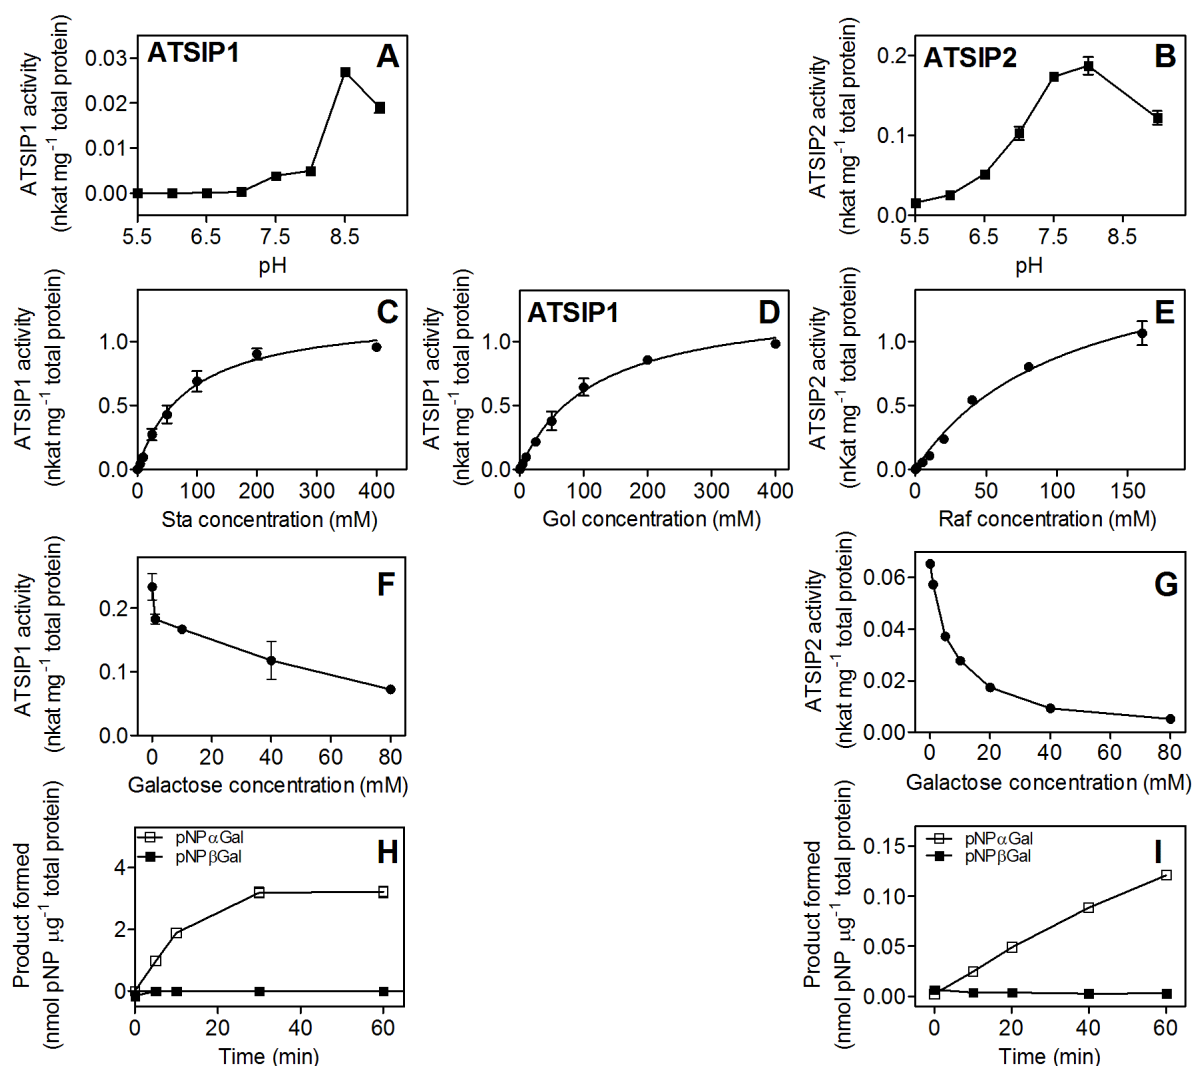 ATSIP1
A
ATSIP1 activity
(nkat mg⁻¹ total protein)
0.03
0.02
0.01
0.00
5.5 6.5 7.5 8.5
pH
ATSIP2
B
ATSIP2 activity
(nkat mg⁻¹ total protein)
0.2
0.1
0.0
5.5 6.5 7.5 8.5
pH
C
ATSIP1 activity
(nkat mg⁻¹ total protein)
1.0
0.5
0.0
0 100 200 300 400
Sta concentration (mM)
ATSIP1
D
ATSIP1 activity
(nkat mg⁻¹ total protein)
1.0
0.5
0.0
0 100 200 300 400
Gol concentration (mM)
E
ATSIP2 activity
(nKat mg⁻¹ total protein)
1.0
0.5
0.0
0 50 100 150
Raf concentration (mM)
F
ATSIP1 activity
(nkat mg⁻¹ total protein)
0.2
0.1
0.0
0 20 40 60 80
Galactose concentration (mM)
G
ATSIP2 activity
(nkat mg⁻¹ total protein)
0.06
0.04
0.02
0.00
0 20 40 60 80
Galactose concentration (mM)
pNPαGal
pNPβGal
H
Product formed
(nmol pNP μg⁻¹ total protein)
4
2
0
0 20 40 60
Time (min)
pNPαGal
pNPβGal
I
Product formed
(nmol pNP μg⁻¹ total protein)
0.15
0.10
0.05
0.00
0 20 40 60
Time (min)